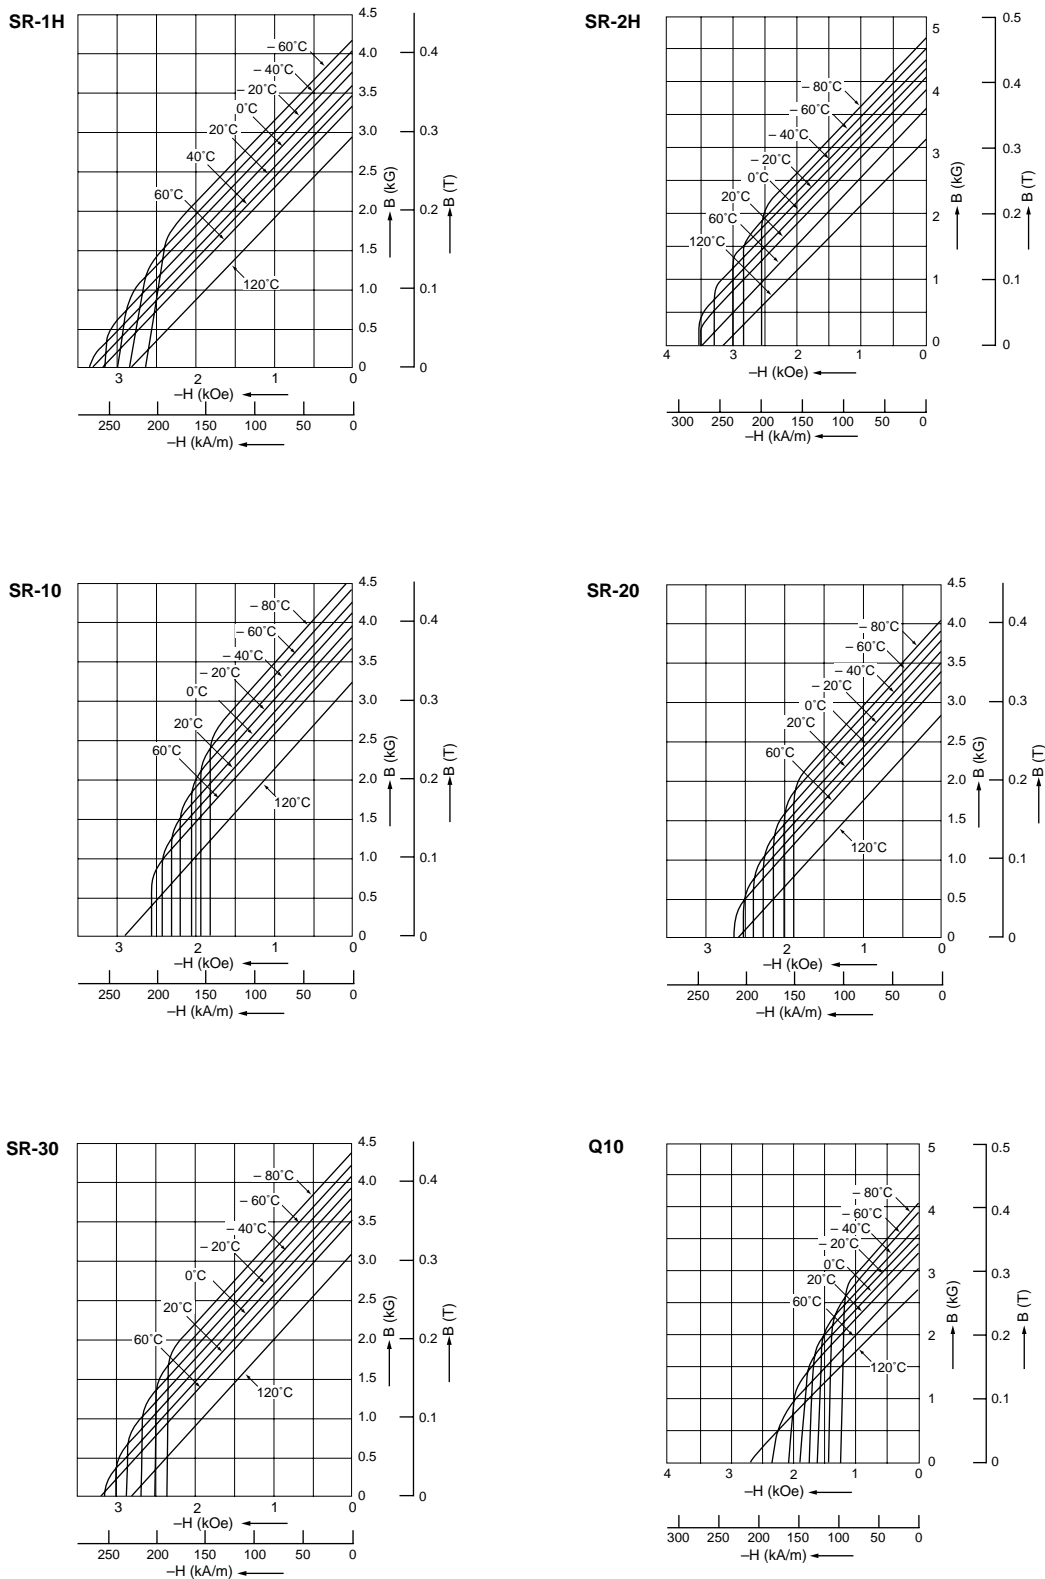 SR-1H
4.5
4.0
3.5
3.0
2.5
2.0
1.5
1.0
0.5
0
0.4
0.3
0.2
0.1
0
B (kG)
B (T)
– 60˚C
– 40˚C
– 20˚C
0˚C
20˚C
40˚C
60˚C
120˚C
3 2 1 0
–H (kOe)
250 200 150 100 50 0
–H (kA/m)
SR-2H
5
4
3
2
1
0
0.5
0.4
0.3
0.2
0.1
0
B (kG)
B (T)
– 80˚C
– 60˚C
– 40˚C
– 20˚C
0˚C
20˚C
60˚C
120˚C
4 3 2 1 0
–H (kOe)
300 250 200 150 100 50 0
–H (kA/m)
SR-10
4.5
4.0
3.5
3.0
2.5
2.0
1.5
1.0
0.5
0
0.4
0.3
0.2
0.1
0
B (kG)
B (T)
– 80˚C
– 60˚C
– 40˚C
– 20˚C
0˚C
20˚C
60˚C
120˚C
3 2 1 0
–H (kOe)
250 200 150 100 50 0
–H (kA/m)
SR-20
4.5
4.0
3.5
3.0
2.5
2.0
1.5
1.0
0.5
0
0.4
0.3
0.2
0.1
0
B (kG)
B (T)
– 80˚C
– 60˚C
– 40˚C
– 20˚C
0˚C
20˚C
60˚C
120˚C
3 2 1 0
–H (kOe)
250 200 150 100 50 0
–H (kA/m)
SR-30
4.5
4.0
3.5
3.0
2.5
2.0
1.5
1.0
0.5
0
0.4
0.3
0.2
0.1
0
B (kG)
B (T)
– 80˚C
– 60˚C
– 40˚C
– 20˚C
0˚C
20˚C
60˚C
120˚C
3 2 1 0
–H (kOe)
250 200 150 100 50 0
–H (kA/m)
Q10
5
4
3
2
1
0
0.5
0.4
0.3
0.2
0.1
0.0
B (kG)
B (T)
– 80˚C
– 60˚C
– 40˚C
– 20˚C
0˚C
20˚C
60˚C
120˚C
4 3 2 1 0
–H (kOe)
300 250 200 150 100 50 0
–H (kA/m)